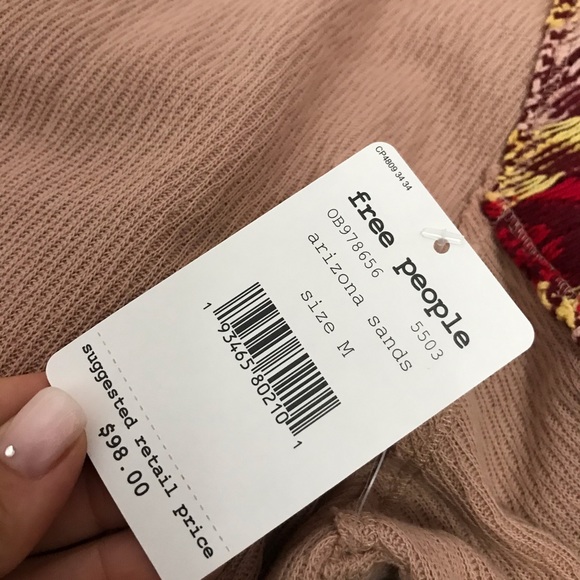 CP4809 34 34
free people
OB978656 5503
arizona sands
size M
1 93465 80210 1
suggested retail price
$98.00